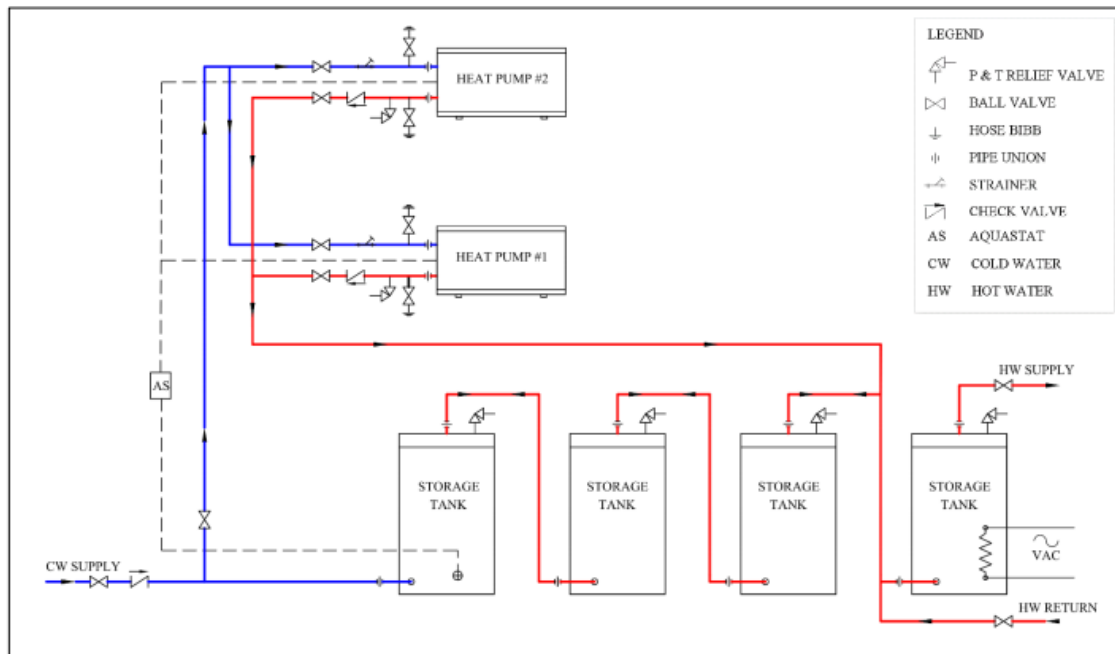 HEAT PUMP #2
HEAT PUMP #1
LEGEND
P & T RELIEF VALVE
BALL VALVE
HOSE BIBB
PIPE UNION
STRAINER
CHECK VALVE
AS AQUASTAT
CW COLD WATER
HW HOT WATER
AS
HW SUPPLY
STORAGE
TANK
STORAGE
TANK
STORAGE
TANK
STORAGE
TANK
VAC
CW SUPPLY
HW RETURN